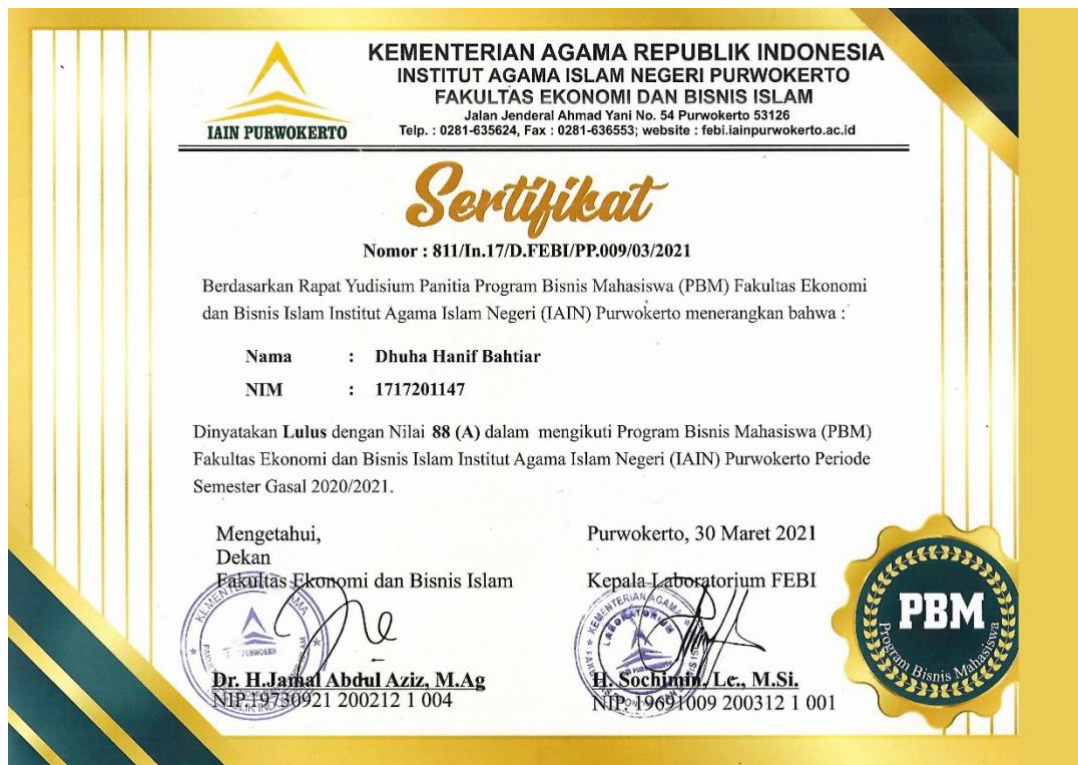 KEMENTERIAN AGAMA REPUBLIK INDONESIA
INSTITUT AGAMA ISLAM NEGERI PURWOKERTO
FAKULTAS EKONOMI DAN BISNIS ISLAM
Jalan Jenderal Ahmad Yani No. 54 Purwokerto 53126
Telp. : 0281-635624, Fax : 0281-636553; website : febi.iainpurwokerto.ac.id
IAIN PURWOKERTO
Sertifikat
Nomor : 811/In.17/D.FEBI/PP.009/03/2021
Berdasarkan Rapat Yudisium Panitia Program Bisnis Mahasiswa (PBM) Fakultas Ekonomi
dan Bisnis Islam Institut Agama Islam Negeri (IAIN) Purwokerto menerangkan bahwa :
Nama : Dhuha Hanif Bahtiar
NIM : 1717201147
Dinyatakan Lulus dengan Nilai 88 (A) dalam mengikuti Program Bisnis Mahasiswa (PBM)
Fakultas Ekonomi dan Bisnis Islam Institut Agama Islam Negeri (IAIN) Purwokerto Periode
Semester Gasal 2020/2021.
Mengetahui,
Dekan
Fakultas Ekonomi dan Bisnis Islam
Dr. H.Jamal Abdul Aziz, M.Ag
NIP.19730921 200212 1 004
Purwokerto, 30 Maret 2021
Kepala Laboratorium FEBI
KEMENTERIAN AGAMA
LABORATORIUM
H. Sochimin, Lc., M.Si.
NIP. 19691009 200312 1 001
PBM
Program Bisnis Mahasiswa